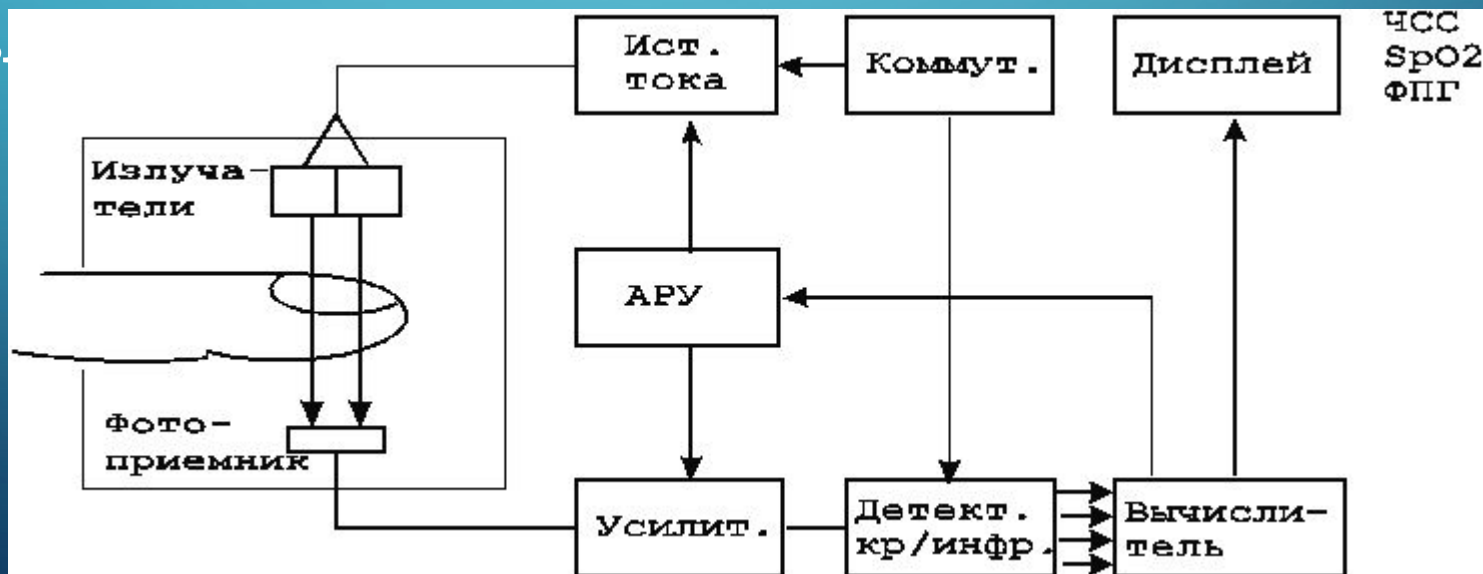 Ист.
тока
Коммут.
Дисплей
ЧСС
SpO2
ФПГ
Излуча-
тели
АРУ
Фото-
приемник
Усилит.
Детект.
кр/инфр.
Вычисли-
тель